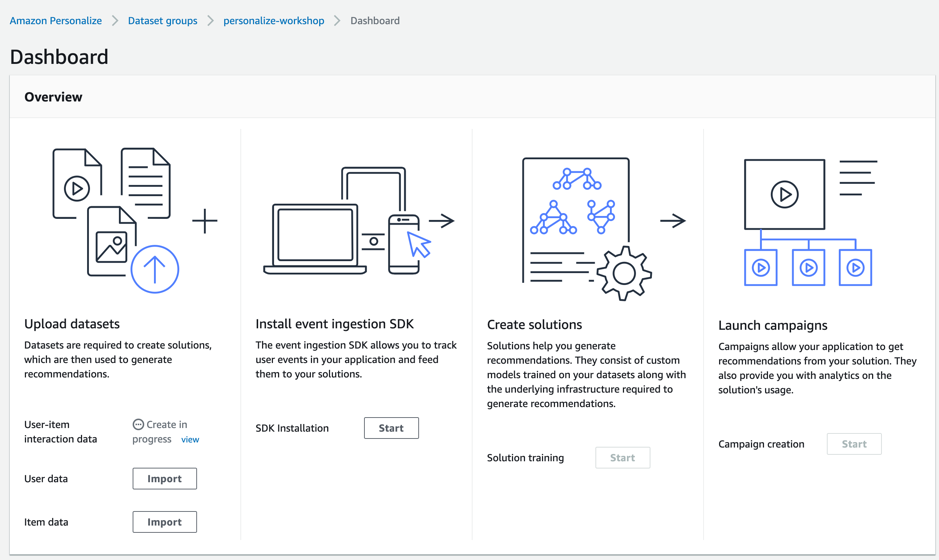 Amazon Personalize > Dataset groups > personalize-workshop > Dashboard
Dashboard
Overview
Upload datasets
Datasets are required to create solutions,
which are then used to generate
recommendations.
User-item
interaction data
Create in
progress view
User data
Import
Item data
Import
Install event ingestion SDK
The event ingestion SDK allows you to track
user events in your application and feed
them to your solutions.
SDK Installation
Start
Create solutions
Solutions help you generate
recommendations. They consist of custom
models trained on your datasets along with
the underlying infrastructure required to
generate recommendations.
Solution training
Start
Launch campaigns
Campaigns allow your application to get
recommendations from your solution. They
also provide you with analytics on the
solution's usage.
Campaign creation
Start